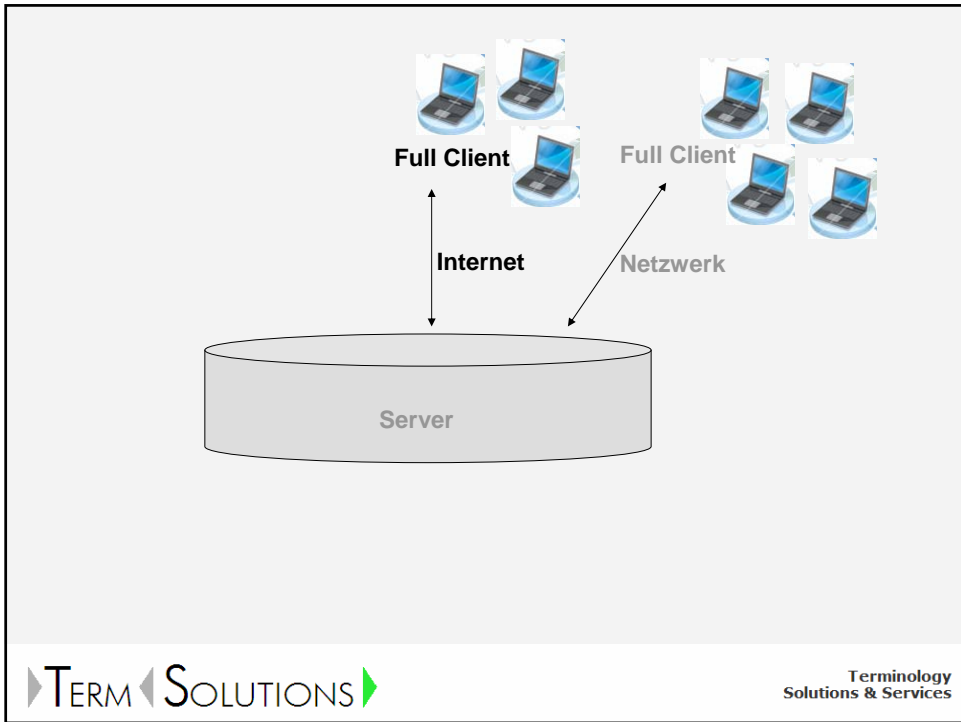 Full Client
Full Client
Internet
Netzwerk
Server
TERM SOLUTIONS
Terminology
Solutions & Services